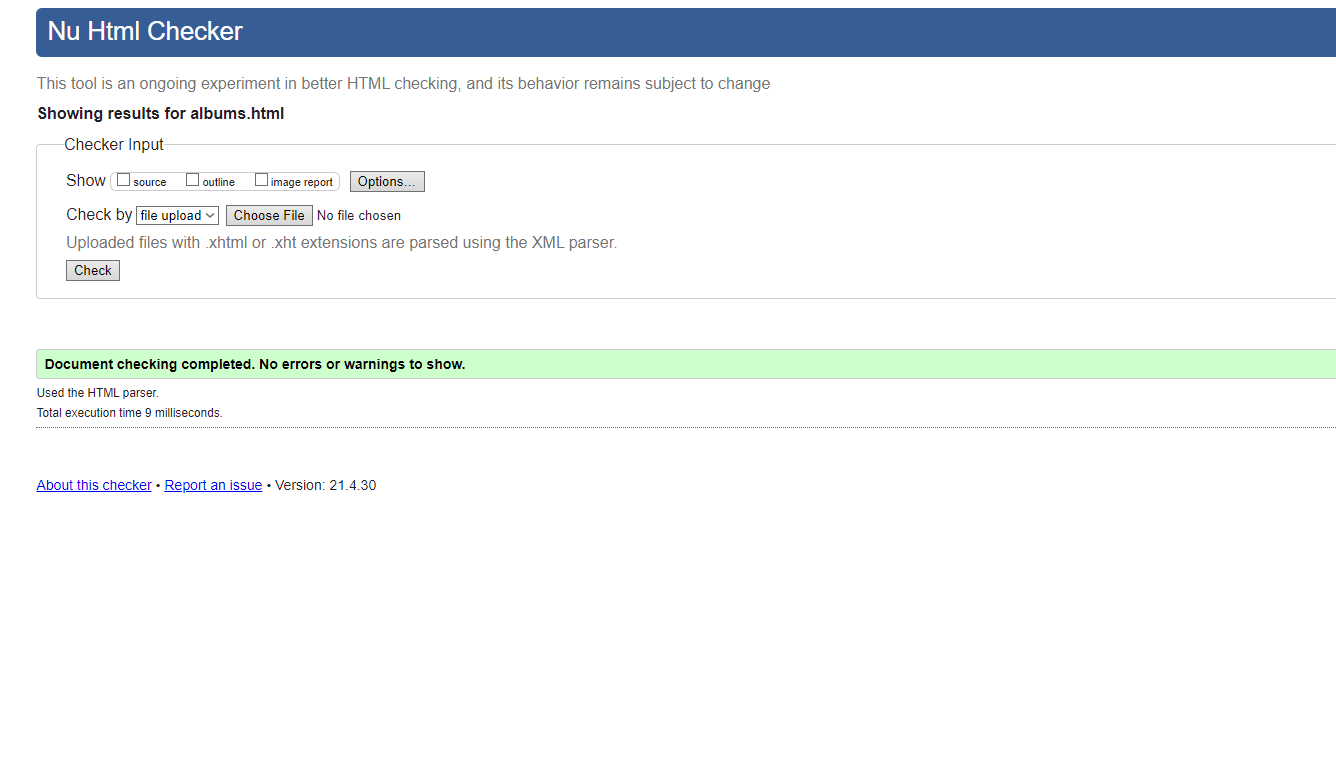 Nu Html Checker
This tool is an ongoing experiment in better HTML checking, and its behavior remains subject to change
Showing results for albums.html
Checker Input
Show source outline image report Options...
Check by file upload Choose File No file chosen
Uploaded files with .xhtml or .xht extensions are parsed using the XML parser.
Check
Document checking completed. No errors or warnings to show.
Used the HTML parser.
Total execution time 9 milliseconds.
About this checker • Report an issue • Version: 21.4.30